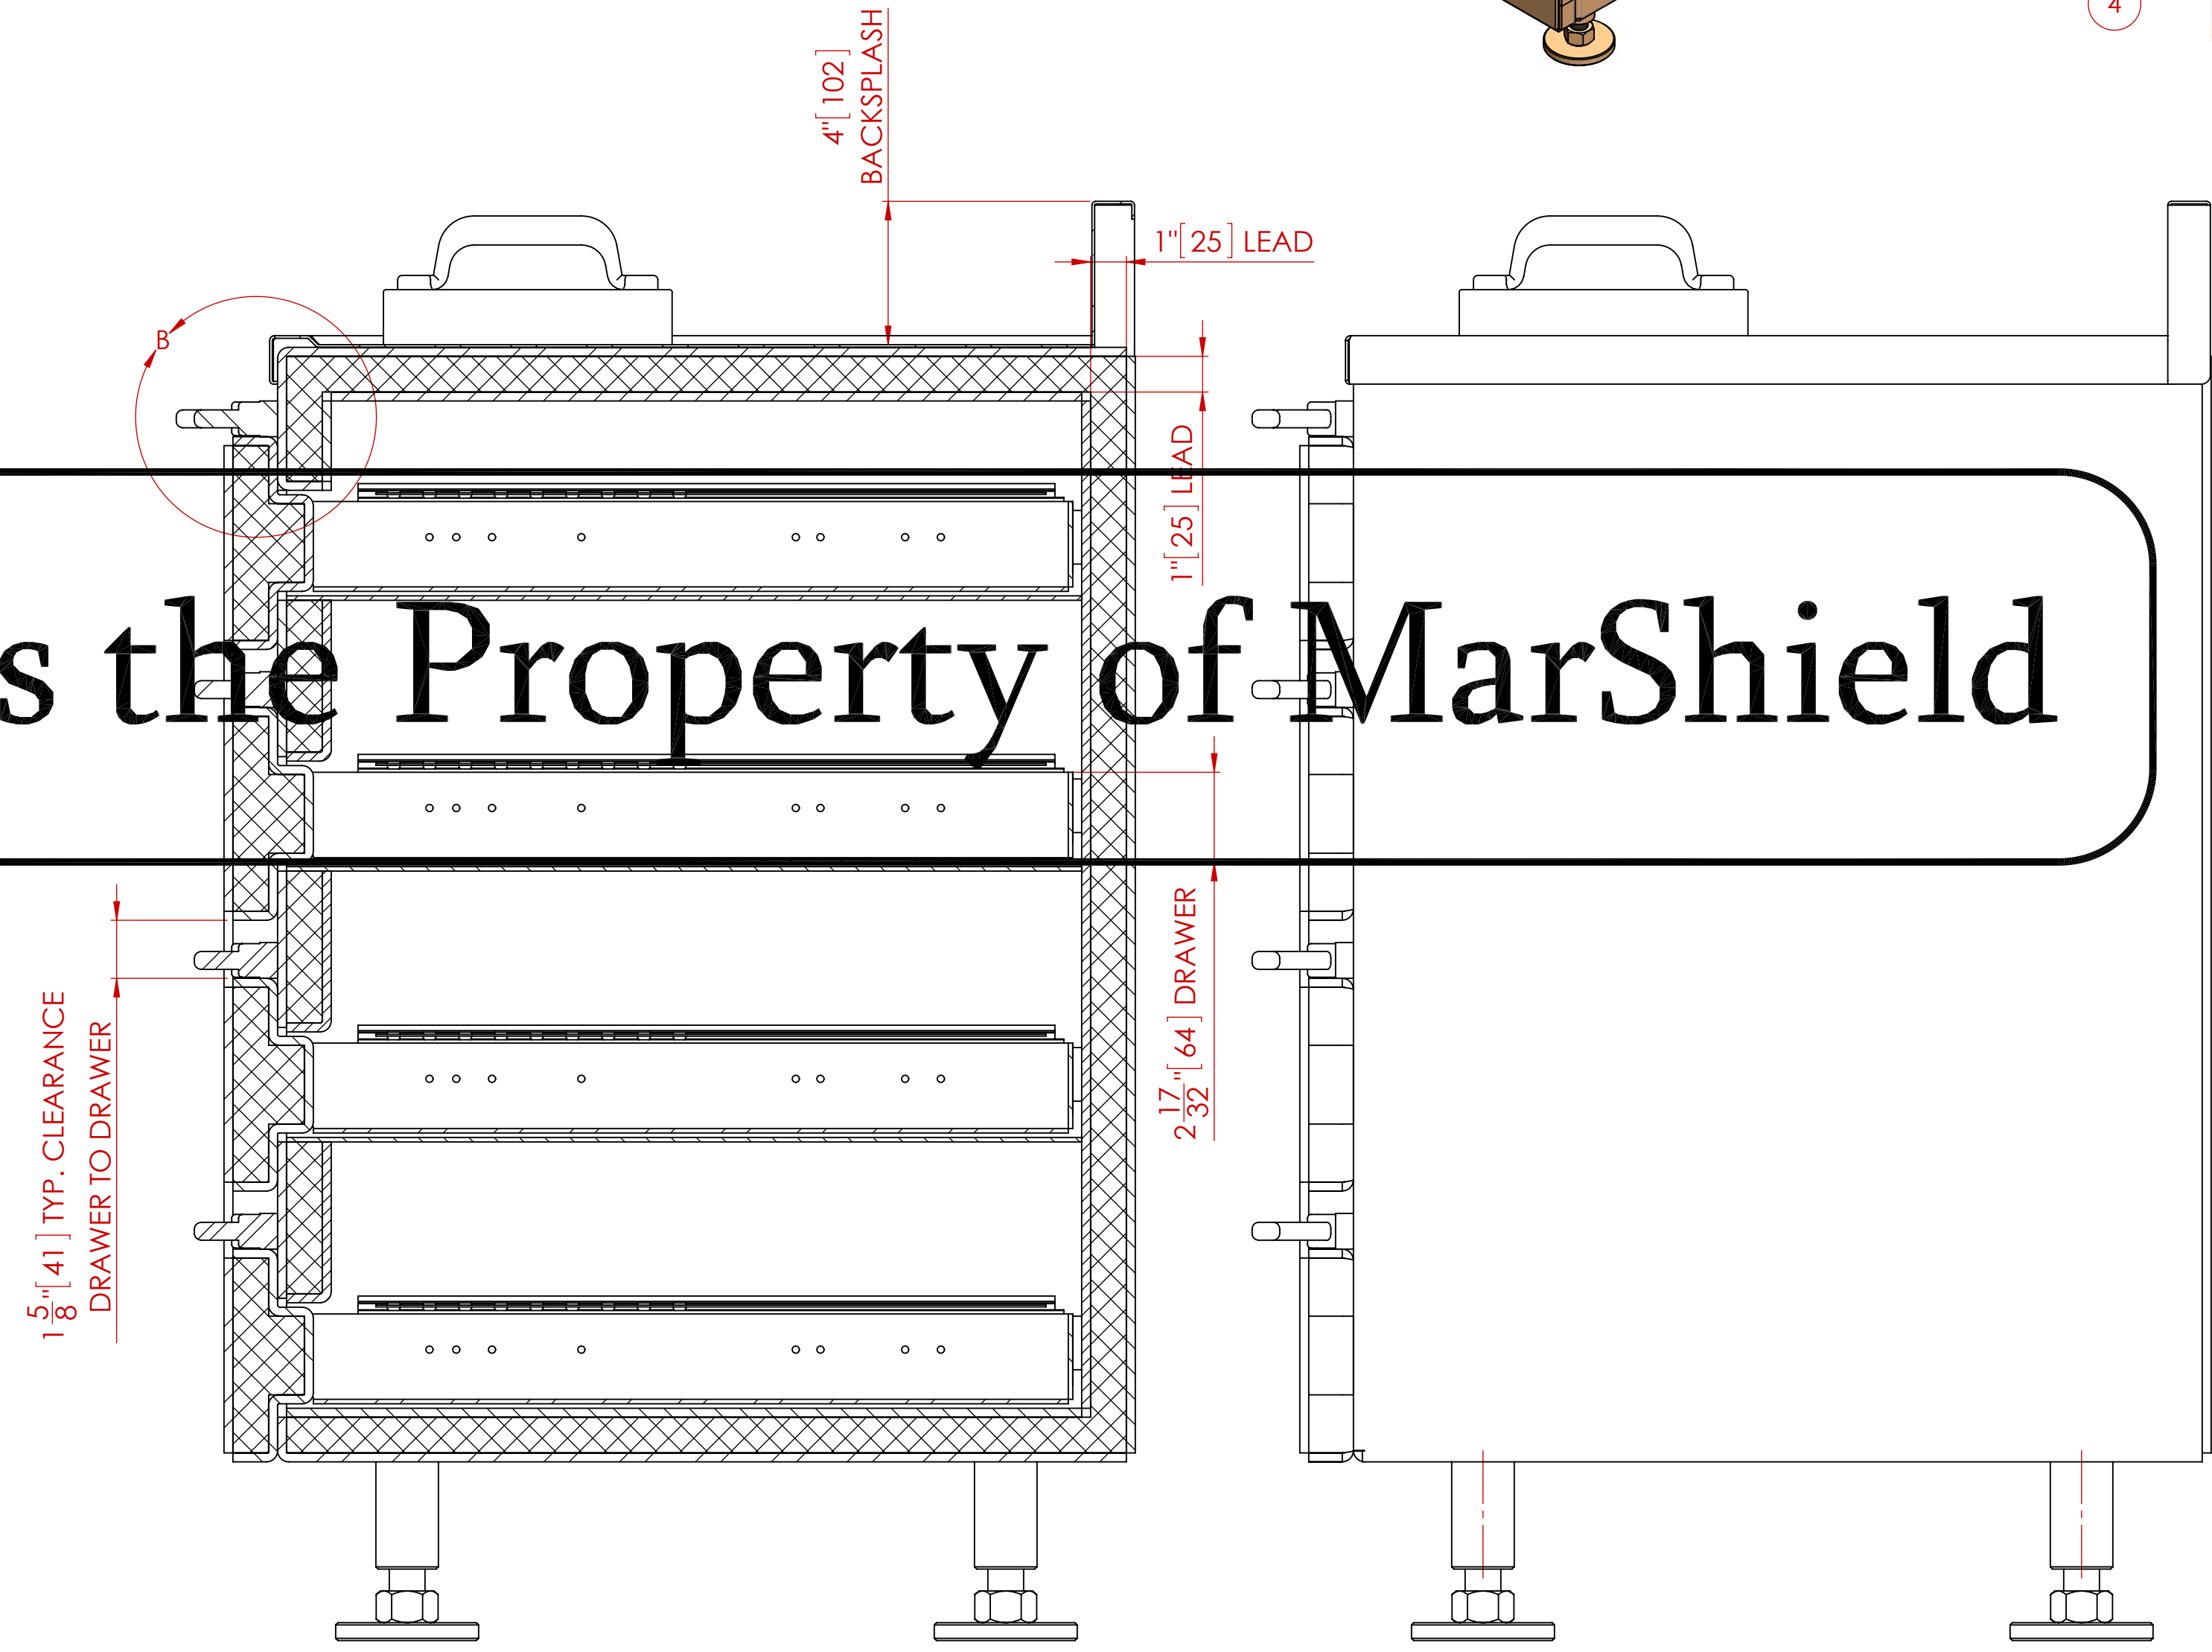 4
4"[102]
BACKSPLASH
1"[25] LEAD
B
1"[25] LEAD
s the Property of MarShield
2 17/32"[64] DRAWER
1 5/8"[41] TYP. CLEARANCE
DRAWER TO DRAWER